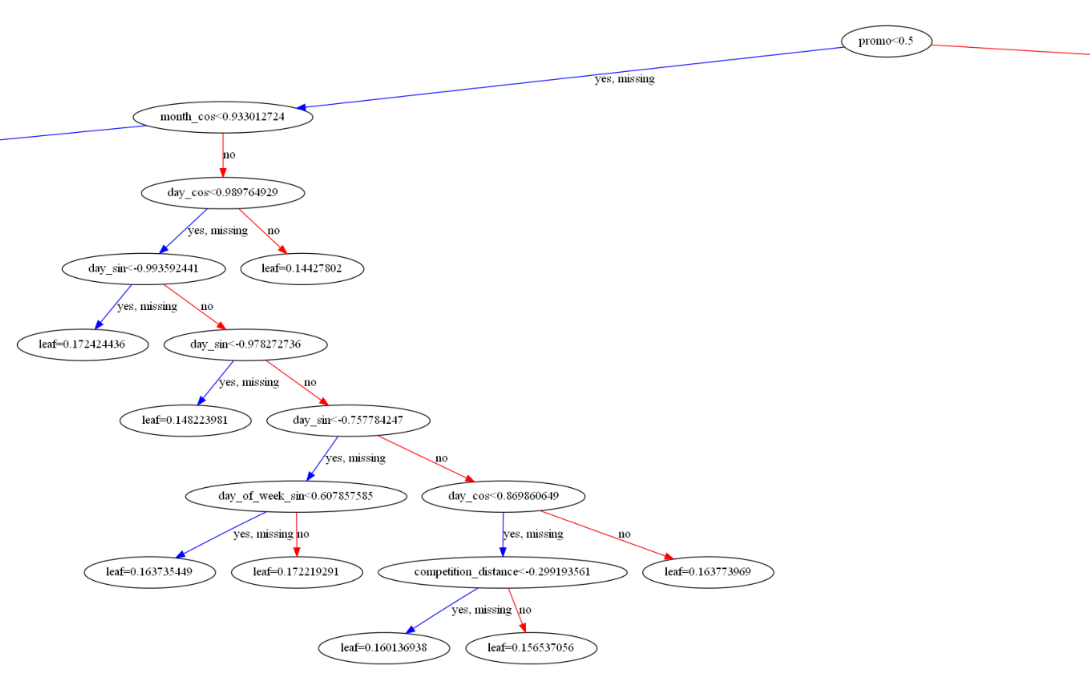 promo<0.5
yes, missing
month_cos<0.933012724
no
day_cos<0.989764929
yes, missing
no
day_sin<-0.993592441
leaf=0.14427802
yes, missing
no
leaf=0.172424436
day_sin<-0.978272736
yes, missing
no
leaf=0.148223981
day_sin<-0.757784247
yes, missing
no
day_of_week_sin<0.607857585
day_cos<0.869860649
yes, missing
no
yes, missing
no
leaf=0.163735449
leaf=0.172219291
competition_distance<-0.299193561
leaf=0.163773969
yes, missing
no
leaf=0.160136938
leaf=0.156537056